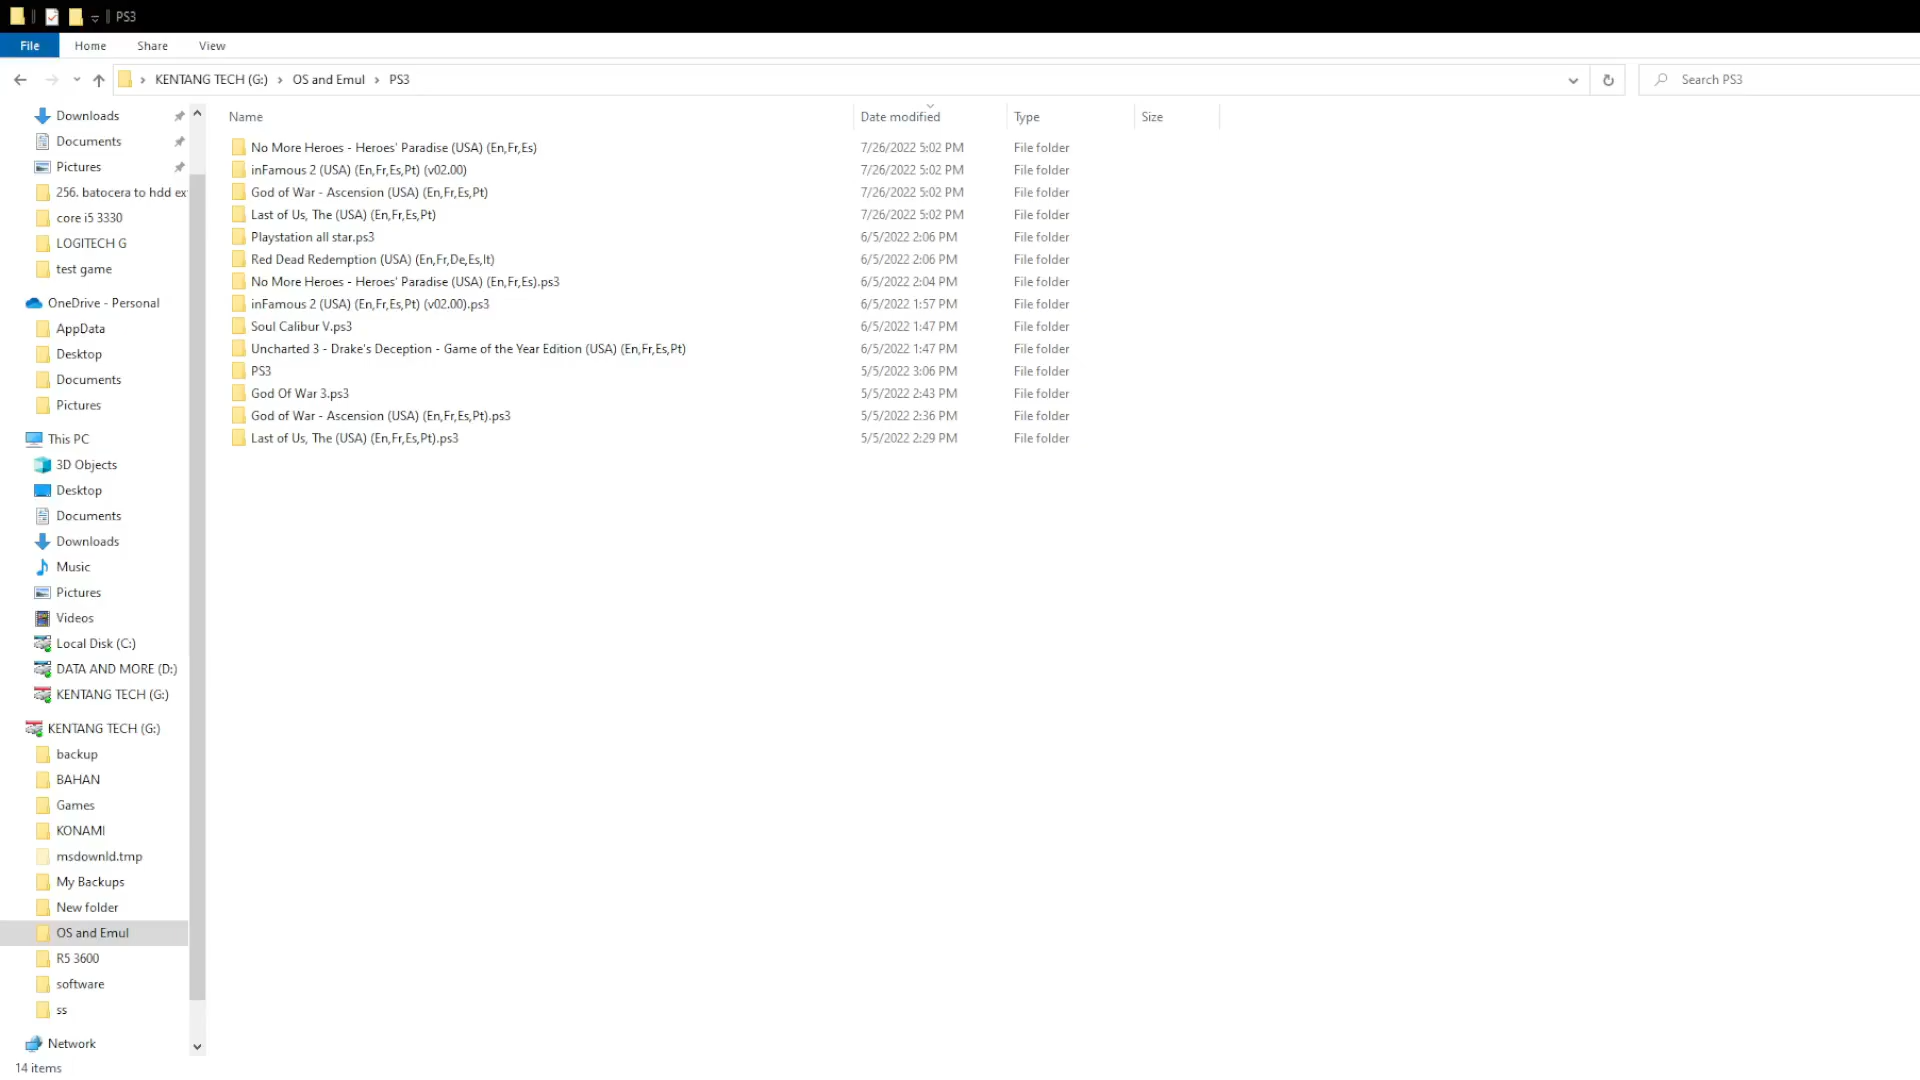 PS3
File Home Share View
KENTANG TECH (G:) > OS and Emul > PS3
Search PS3
Downloads
Documents
Pictures
256. batocera to hdd ex
core i5 3330
LOGITECH G
test game
OneDrive - Personal
AppData
Desktop
Documents
Pictures
This PC
3D Objects
Desktop
Documents
Downloads
Music
Pictures
Videos
Local Disk (C:)
DATA AND MORE (D:)
KENTANG TECH (G:)
KENTANG TECH (G:)
backup
BAHAN
Games
KONAMI
msdownld.tmp
My Backups
New folder
OS and Emul
R5 3600
software
ss
Network
Name Date modified Type Size
No More Heroes - Heroes' Paradise (USA) (En,Fr,Es) 7/26/2022 5:02 PM File folder
inFamous 2 (USA) (En,Fr,Es,Pt) (v02.00) 7/26/2022 5:02 PM File folder
God of War - Ascension (USA) (En,Fr,Es,Pt) 7/26/2022 5:02 PM File folder
Last of Us, The (USA) (En,Fr,Es,Pt) 7/26/2022 5:02 PM File folder
Playstation all star.ps3 6/5/2022 2:06 PM File folder
Red Dead Redemption (USA) (En,Fr,De,Es,It) 6/5/2022 2:06 PM File folder
No More Heroes - Heroes' Paradise (USA) (En,Fr,Es).ps3 6/5/2022 2:04 PM File folder
inFamous 2 (USA) (En,Fr,Es,Pt) (v02.00).ps3 6/5/2022 1:57 PM File folder
Soul Calibur V.ps3 6/5/2022 1:47 PM File folder
Uncharted 3 - Drake's Deception - Game of the Year Edition (USA) (En,Fr,Es,Pt) 6/5/2022 1:47 PM File folder
PS3 5/5/2022 3:06 PM File folder
God Of War 3.ps3 5/5/2022 2:43 PM File folder
God of War - Ascension (USA) (En,Fr,Es,Pt).ps3 5/5/2022 2:36 PM File folder
Last of Us, The (USA) (En,Fr,Es,Pt).ps3 5/5/2022 2:29 PM File folder
14 items